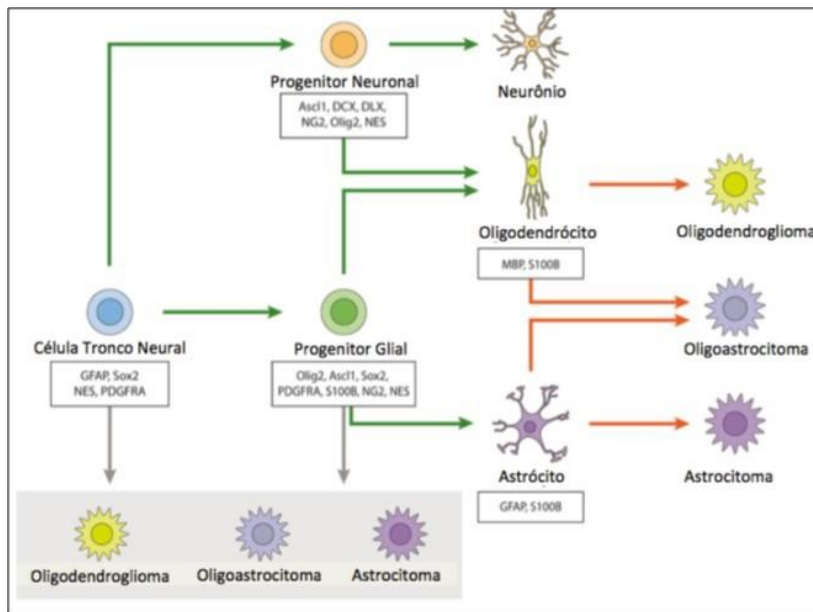 Progenitor Neuronal
Ascl1, DCX, DLX,
NG2, Olig2, NES
Neurônio
Oligodendrócito
MBP, S100B
Oligodendroglioma
Célula Tronco Neural
GFAP, Sox2
NES, PDGFRA
Progenitor Glial
Olig2, Ascl1, Sox2,
PDGFRA, S100B, NG2, NES
Oligoastrocitoma
Astrócito
GFAP, S100B
Astrocitoma
Oligodendroglioma
Oligoastrocitoma
Astrocitoma